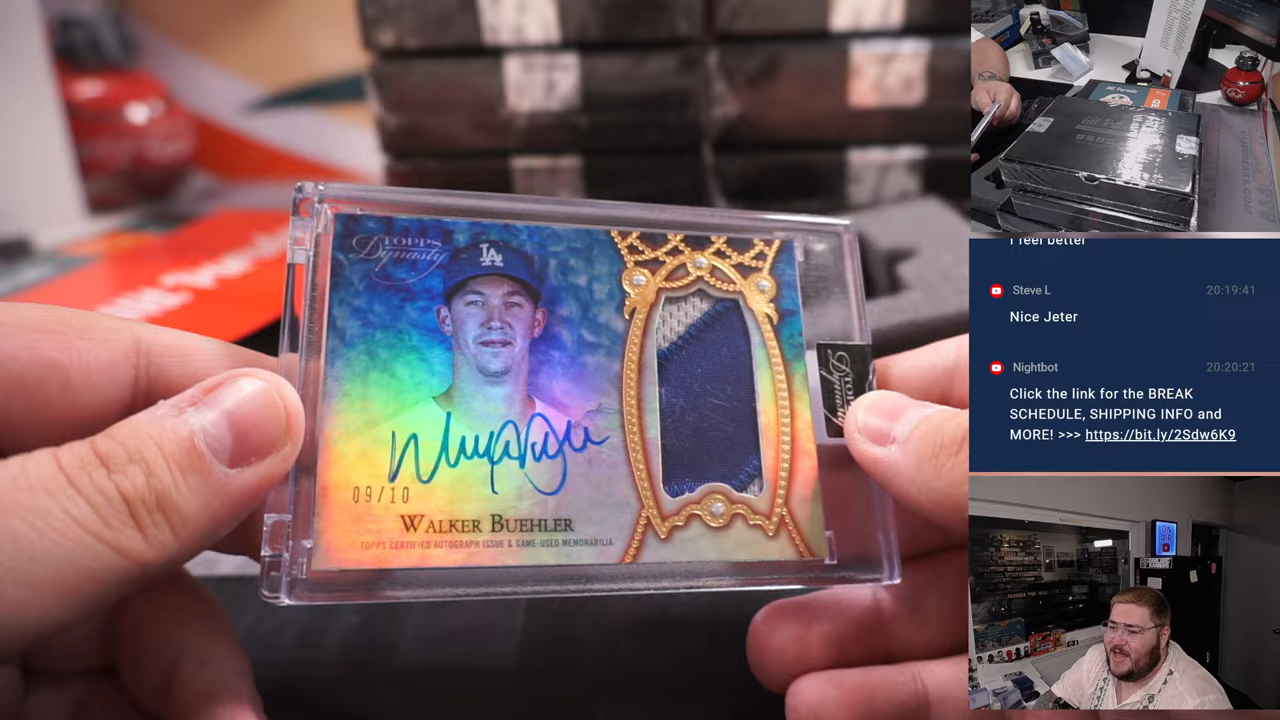 TOPPS
Dynasty
LA
09/10
WALKER BUEHLER
TOPPS CERTIFIED AUTOGRAPH ISSUE & GAME-USED MEMORABILIA
I feel better
Steve L
20:19:41
Nice Jeter
Nightbot
20:20:21
Click the link for the BREAK
SCHEDULE, SHIPPING INFO and
MORE! >>> https://bit.ly/2Sdw6K9
ON
AIR